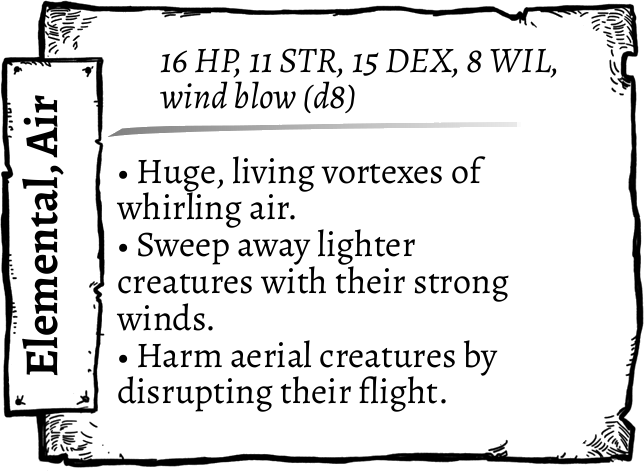 Elemental, Air
16 HP, 11 STR, 15 DEX, 8 WIL,
wind blow (d8)
• Huge, living vortexes of
whirling air.
• Sweep away lighter
creatures with their strong
winds.
• Harm aerial creatures by
disrupting their flight.